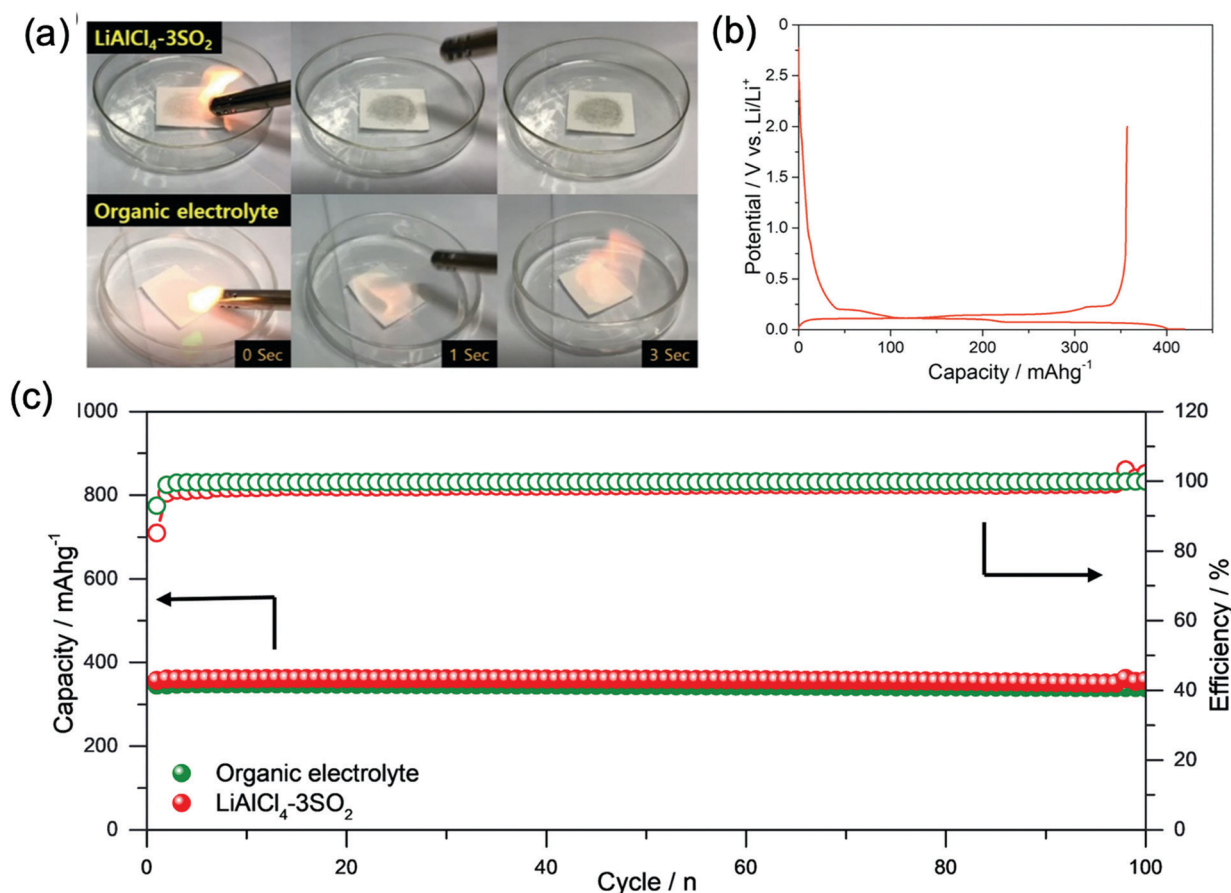 (a)
LiAlCl4-3SO2
Organic electrolyte
0 Sec
1 Sec
3 Sec
(b)
0
2.5
2.0
1.5
1.0
0.5
0.0
Potential / V vs. Li/Li+
0
100
200
300
400
Capacity / mAhg-1
(c)
1000
800
600
400
200
0
Capacity / mAhg-1
120
100
80
60
40
20
0
Efficiency / %
Organic electrolyte
LiAlCl4-3SO2
0
20
40
60
80
100
Cycle / n